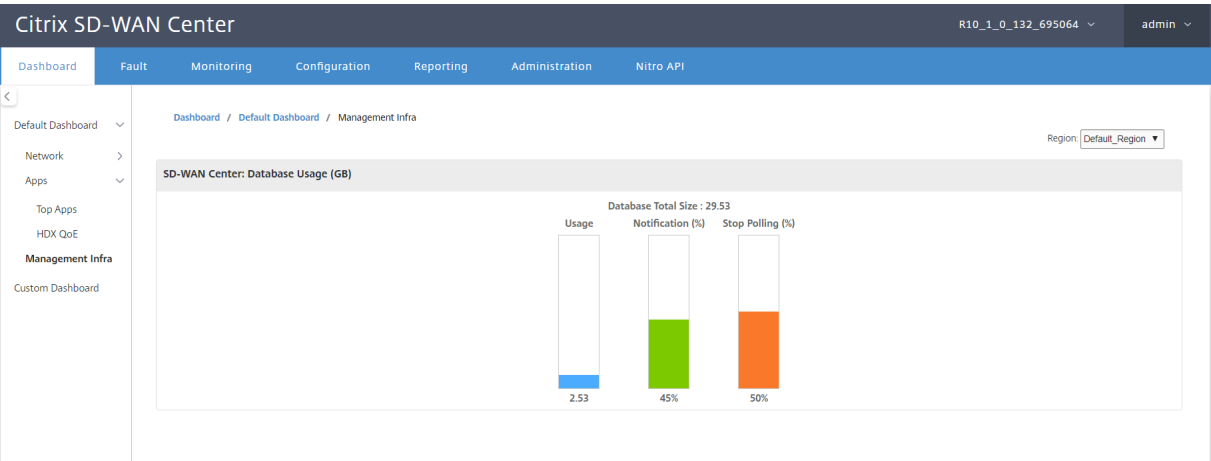 Citrix SD-WAN Center
R10_1_0_132_695064
admin
Dashboard Fault Monitoring Configuration Reporting Administration Nitro API
Default Dashboard
Network
Apps
Top Apps
HDX QoE
Management Infra
Custom Dashboard
Dashboard / Default Dashboard / Management Infra
Region: Default_Region
SD-WAN Center: Database Usage (GB)
Database Total Size : 29.53
Usage Notification (%) Stop Polling (%)
2.53 45% 50%